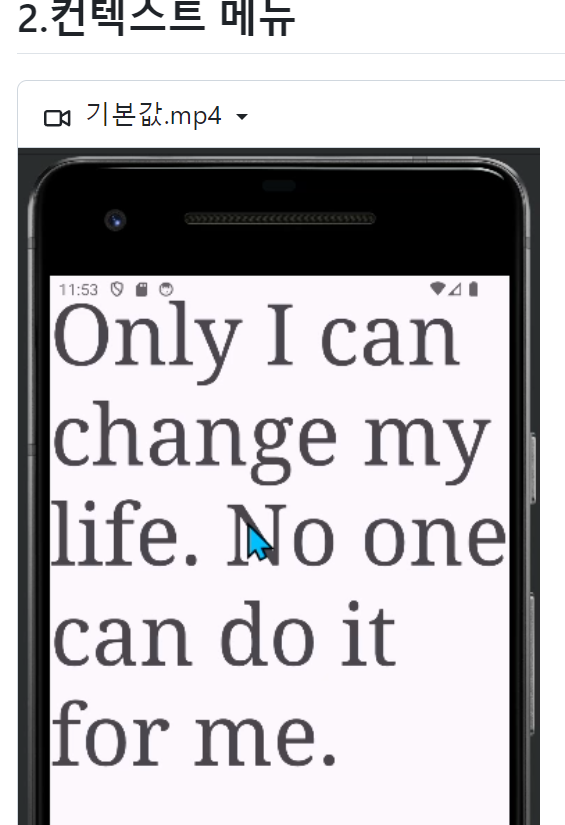 2.컨텍스트 메뉴
기본값.mp4
11:53
Only I can
change my
life. No one
can do it
for me.